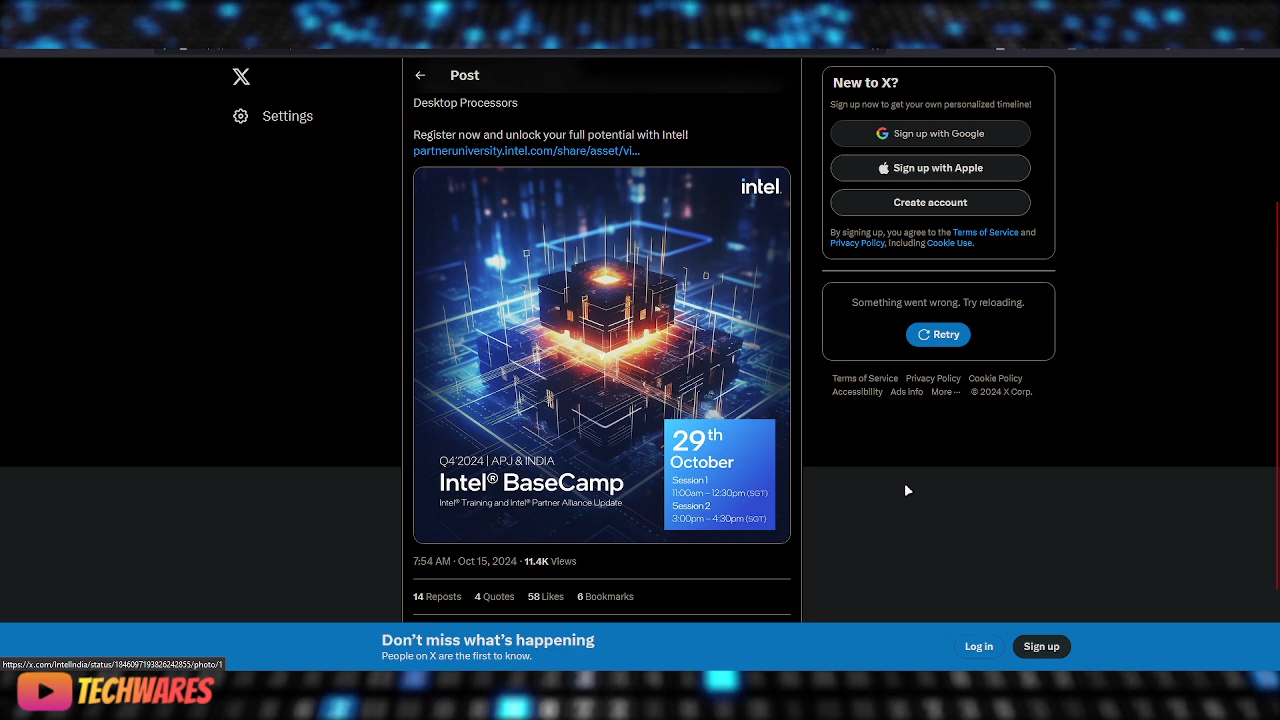 Post
Settings
Desktop Processors
Register now and unlock your full potential with Intel!
partneruniversity.intel.com/share/asset/vi...
intel.
Q4'2024 | APJ & INDIA
Intel® BaseCamp
Intel® Training and Intel® Partner Alliance Update
29th
October
Session 1
11:00am – 12:30pm (SGT)
Session 2
3:00pm – 4:30pm (SGT)
7:54 AM · Oct 15, 2024 · 11.4K Views
14 Reposts 4 Quotes 58 Likes 6 Bookmarks
New to X?
Sign up now to get your own personalized timeline!
Sign up with Google
Sign up with Apple
Create account
By signing up, you agree to the Terms of Service and
Privacy Policy, including Cookie Use.
Something went wrong. Try reloading.
Retry
Terms of Service Privacy Policy Cookie Policy
Accessibility Ads info More ··· © 2024 X Corp.
Don't miss what's happening
People on X are the first to know.
Log in Sign up
https://x.com/IntelIndia/status/1846097193826242855/photo/1
TECHWARES